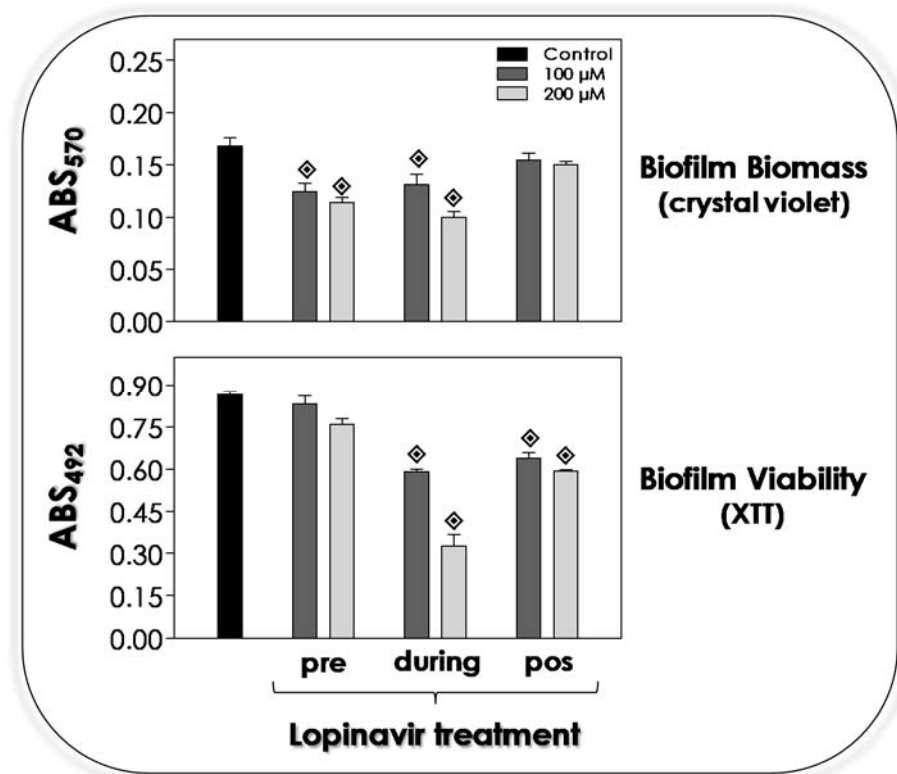 Control
100 µM
200 µM
0.25
0.20
0.15
0.10
0.05
0.00
ABS570
Biofilm Biomass
(crystal violet)
0.90
0.75
0.60
0.45
0.30
0.15
0.00
ABS492
Biofilm Viability
(XTT)
pre during pos
Lopinavir treatment